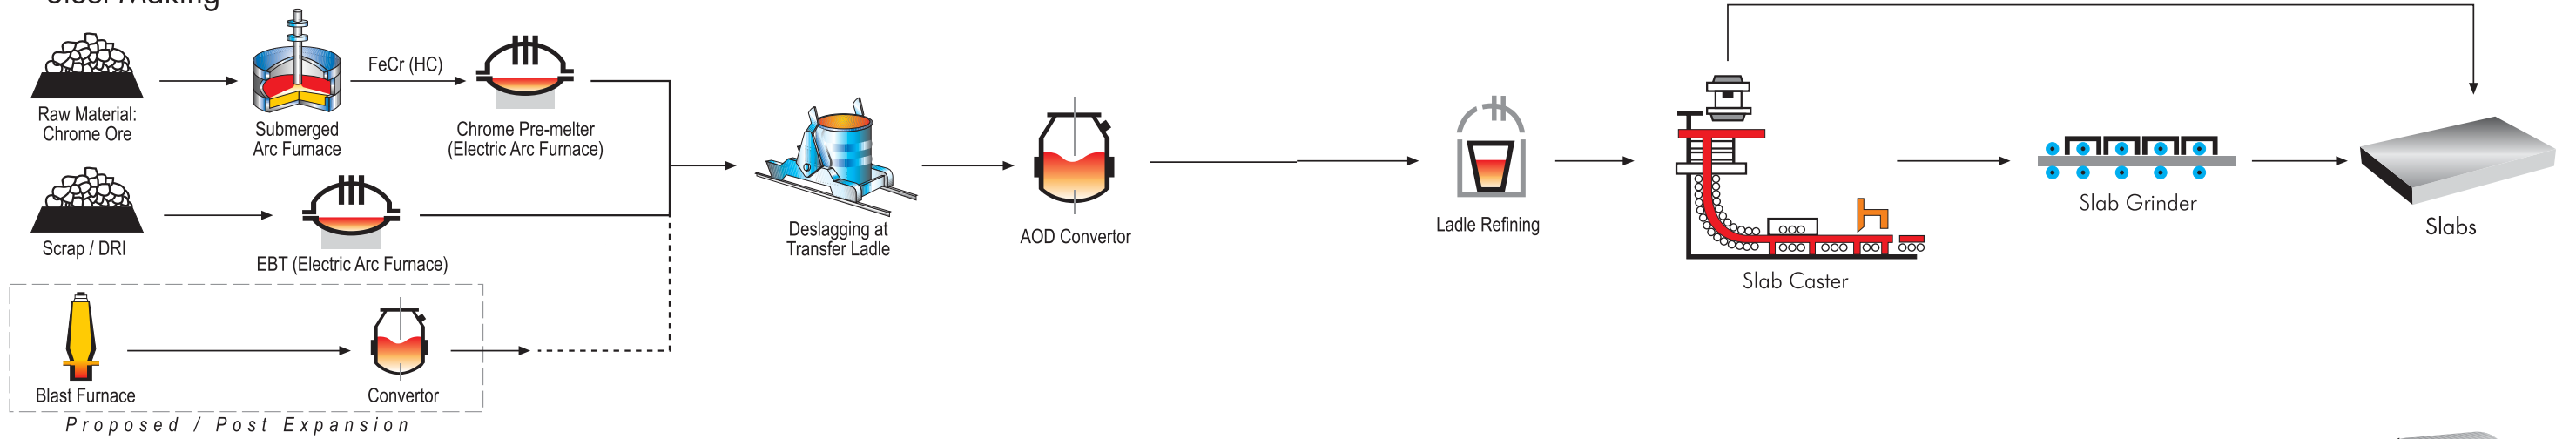 Steel Making
FeCr (HC)
Raw Material:
Chrome Ore
Submerged
Arc Furnace
Chrome Pre-melter
(Electric Arc Furnace)
Scrap / DRI
EBT (Electric Arc Furnace)
Deslagging at
Transfer Ladle
AOD Convertor
Ladle Refining
Slab Caster
Slab Grinder
Slabs
Blast Furnace
Convertor
Proposed / Post Expansion